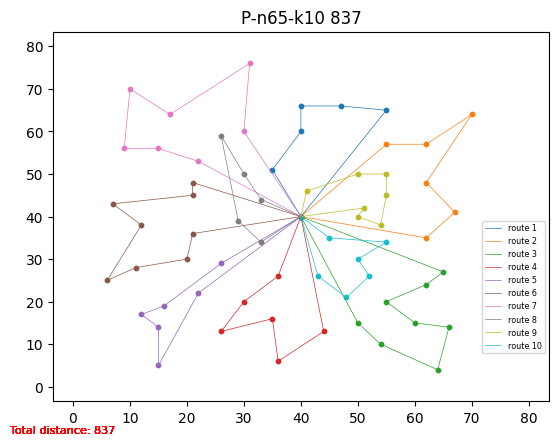 P-n65-k10 837
80
70
60
50
40
30
20
10
0
0 10 20 30 40 50 60 70 80
route 1
route 2
route 3
route 4
route 5
route 6
route 7
route 8
route 9
route 10
Total distance: 837